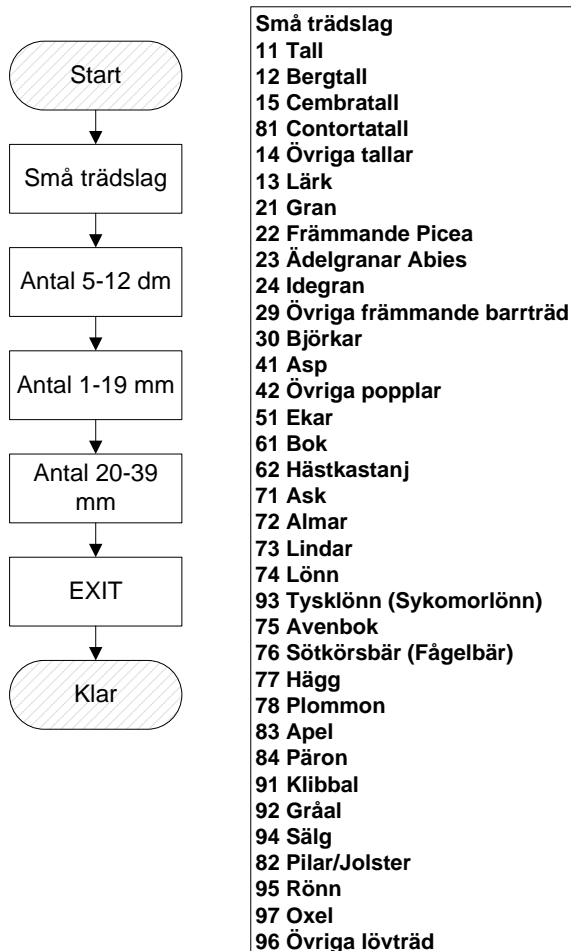 Start
Små trädslag
Antal 5-12 dm
Antal 1-19 mm
Antal 20-39
mm
EXIT
Klar
Små trädslag
11 Tall
12 Bergtall
15 Cembratall
81 Contortatall
14 Övriga tallar
13 Lärk
21 Gran
22 Främmande Picea
23 Ädelgranar Abies
24 Idegran
29 Övriga främmande barrträd
30 Björkar
41 Asp
42 Övriga popplar
51 Ekar
61 Bok
62 Hästkastanj
71 Ask
72 Almar
73 Lindar
74 Lönn
93 Tysklönn (Sykomorlönn)
75 Avenbok
76 Sötkörsbär (Fågelbär)
77 Hägg
78 Plommon
83 Apel
84 Päron
91 Klibbal
92 Gråal
94 Sälg
82 Pilar/Jolster
95 Rönn
97 Oxel
96 Övriga lövträd